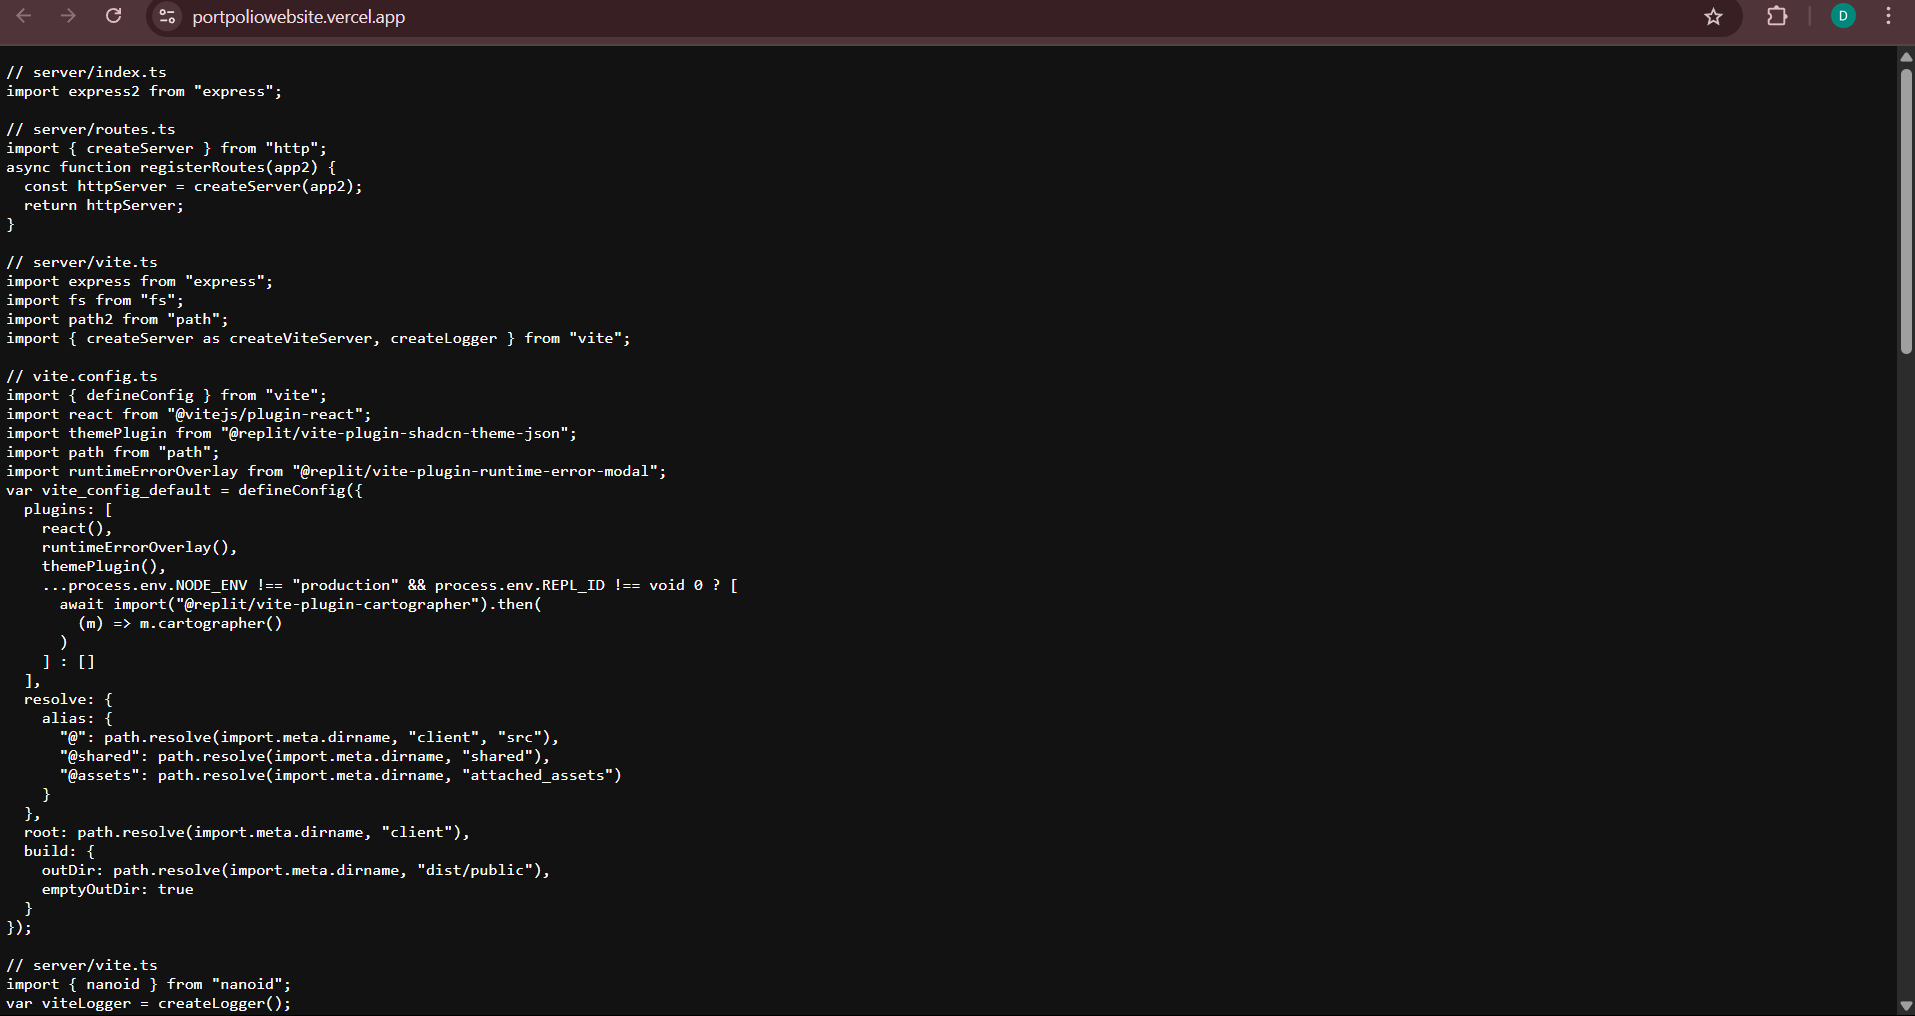 portpoliowebsite.vercel.app
D
// server/index.ts
import express2 from "express";
// server/routes.ts
import { createServer } from "http";
async function registerRoutes(app2) {
  const httpServer = createServer(app2);
  return httpServer;
}
// server/vite.ts
import express from "express";
import fs from "fs";
import path2 from "path";
import { createServer as createViteServer, createLogger } from "vite";
// vite.config.ts
import { defineConfig } from "vite";
import react from "@vitejs/plugin-react";
import themePlugin from "@replit/vite-plugin-shadcn-theme-json";
import path from "path";
import runtimeErrorOverlay from "@replit/vite-plugin-runtime-error-modal";
var vite_config_default = defineConfig({
  plugins: [
    react(),
    runtimeErrorOverlay(),
    themePlugin(),
    ...process.env.NODE_ENV !== "production" && process.env.REPL_ID !== void 0 ? [
      await import("@replit/vite-plugin-cartographer").then(
        (m) => m.cartographer()
      )
    ] : []
  ],
  resolve: {
    alias: {
      "@": path.resolve(import.meta.dirname, "client", "src"),
      "@shared": path.resolve(import.meta.dirname, "shared"),
      "@assets": path.resolve(import.meta.dirname, "attached_assets")
    }
  },
  root: path.resolve(import.meta.dirname, "client"),
  build: {
    outDir: path.resolve(import.meta.dirname, "dist/public"),
    emptyOutDir: true
  }
});
// server/vite.ts
import { nanoid } from "nanoid";
var viteLogger = createLogger();